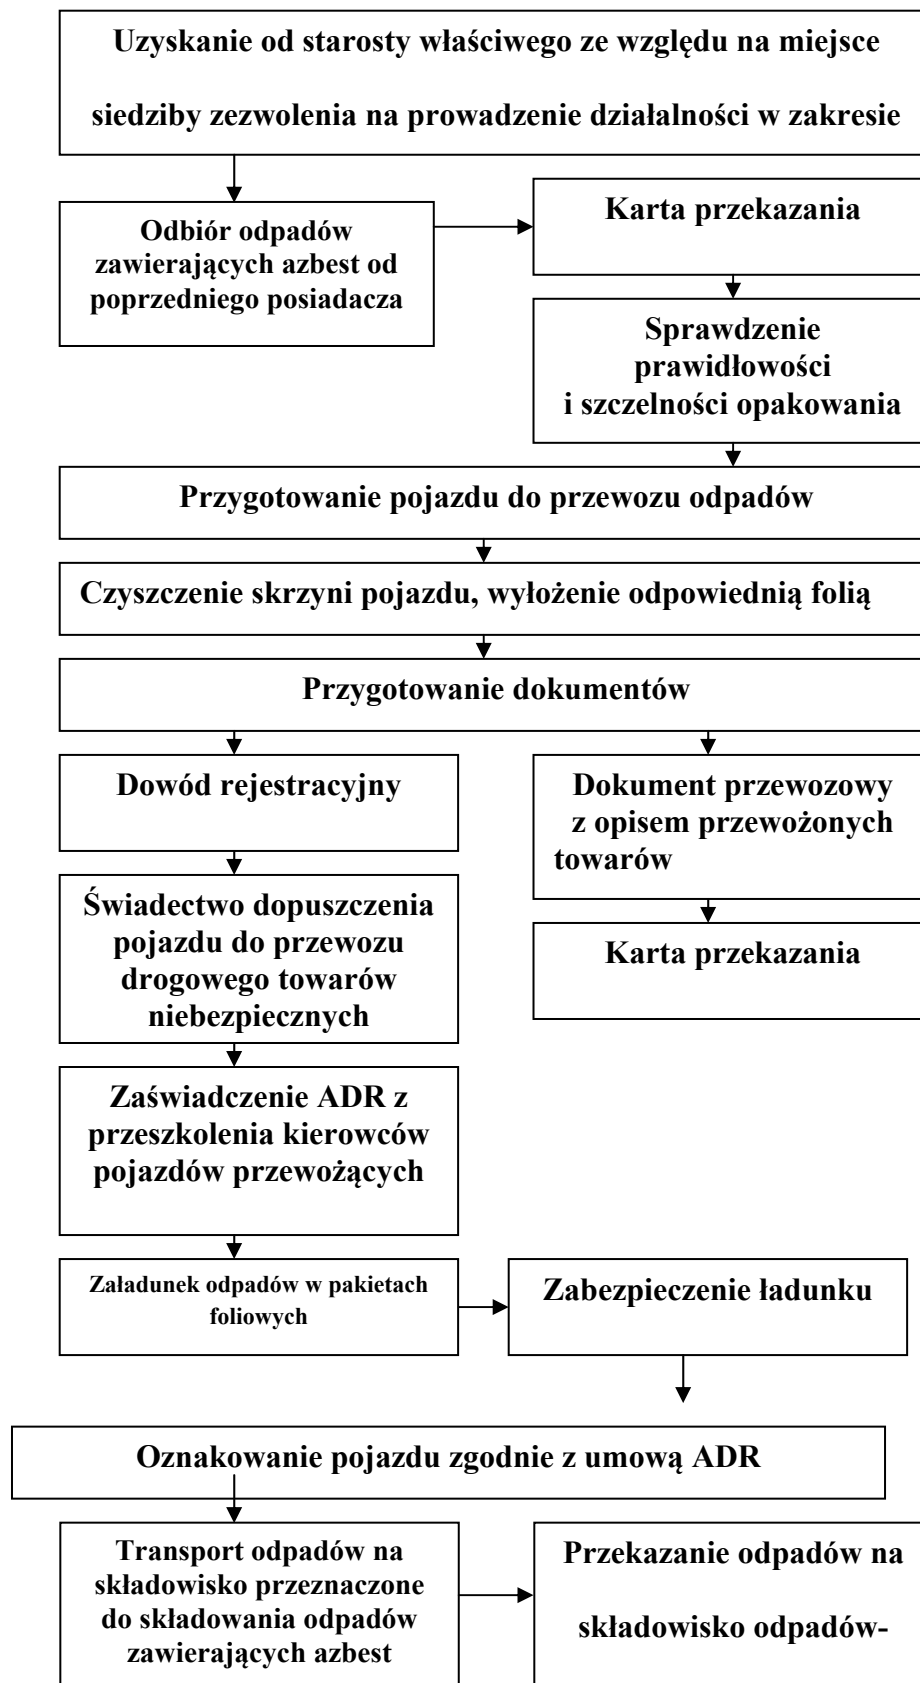 Uzyskanie od starosty właściwego ze względu na miejsce
siedziby zezwolenia na prowadzenie działalności w zakresie
Odbiór odpadów
zawierających azbest od
poprzedniego posiadacza
Karta przekazania
Sprawdzenie
prawidłowości
i szczelności opakowania
Przygotowanie pojazdu do przewozu odpadów
Czyszczenie skrzyni pojazdu, wyłożenie odpowiednią folią
Przygotowanie dokumentów
Dowód rejestracyjny
Dokument przewozowy
z opisem przewożonych
towarów
Świadectwo dopuszczenia
pojazdu do przewozu
drogowego towarów
niebezpiecznych
Karta przekazania
Zaświadczenie ADR z
przeszkolenia kierowców
pojazdów przewożących
Załadunek odpadów w pakietach
foliowych
Zabezpieczenie ładunku
Oznakowanie pojazdu zgodnie z umową ADR
Transport odpadów na
składowisko przeznaczone
do składowania odpadów
zawierających azbest
Przekazanie odpadów na
składowisko odpadów-